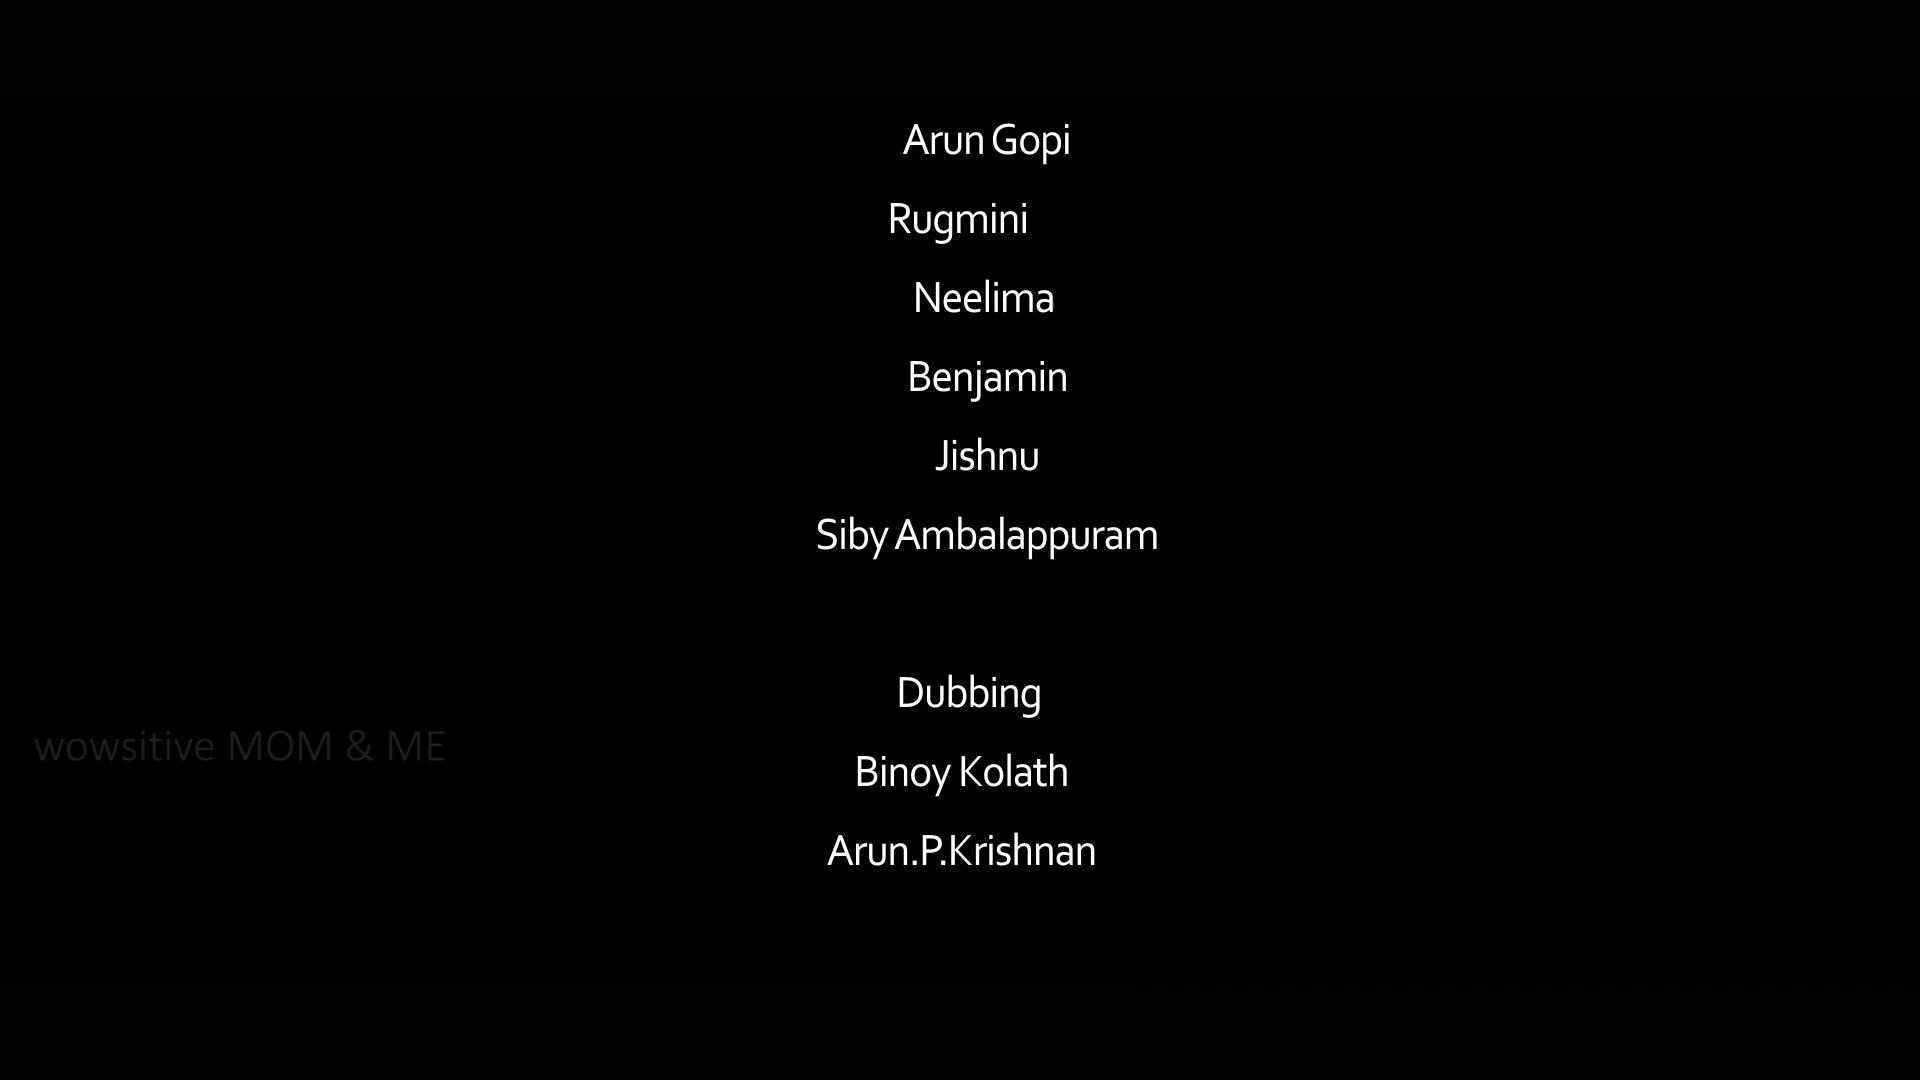 Arun Gopi
Rugmini
Neelima
Benjamin
Jishnu
Siby Ambalappuram
Dubbing
wowsitive MOM & ME
Binoy Kolath
Arun.P.Krishnan